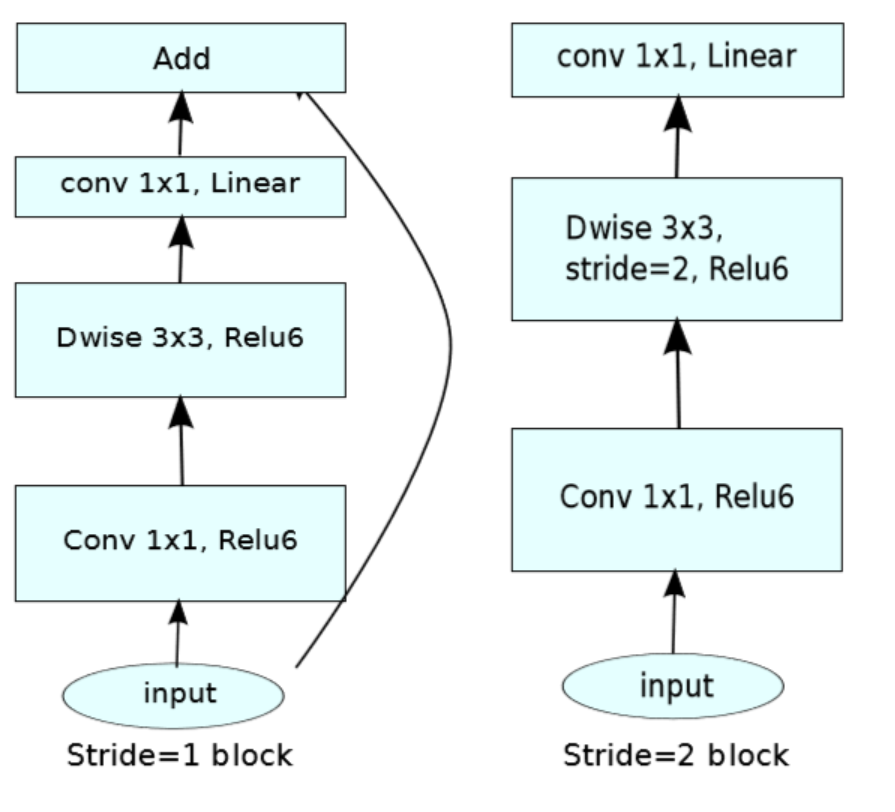 Add
conv 1x1, Linear
Dwise 3x3, Relu6
Conv 1x1, Relu6
input
Stride=1 block
conv 1x1, Linear
Dwise 3x3,
stride=2, Relu6
Conv 1x1, Relu6
input
Stride=2 block